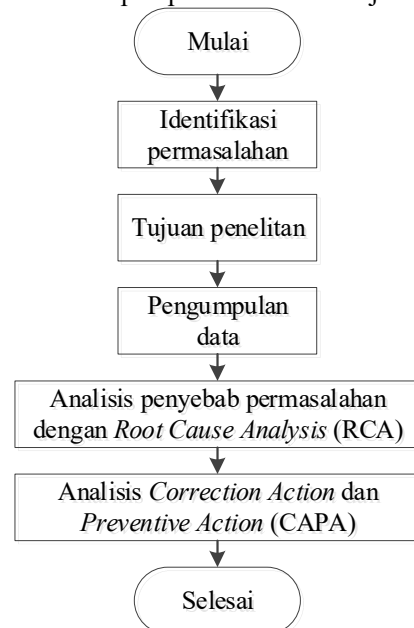 Mulai
Identifikasi
permasalahan
Tujuan penelitan
Pengumpulan
data
Analisis penyebab permasalahan
dengan Root Cause Analysis (RCA)
Analisis Correction Action dan
Preventive Action (CAPA)
Selesai